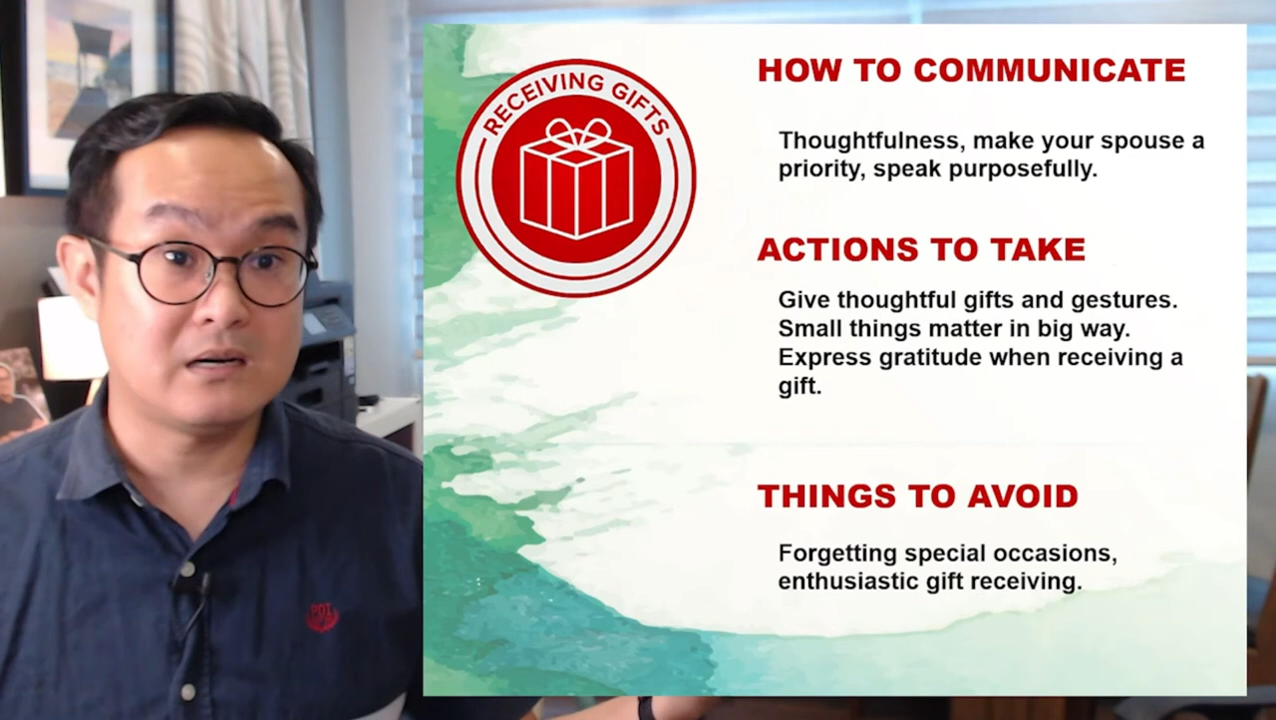 RECEIVING GIFTS
HOW TO COMMUNICATE
Thoughtfulness, make your spouse a
priority, speak purposefully.
ACTIONS TO TAKE
Give thoughtful gifts and gestures.
Small things matter in big way.
Express gratitude when receiving a
gift.
THINGS TO AVOID
Forgetting special occasions,
enthusiastic gift receiving.